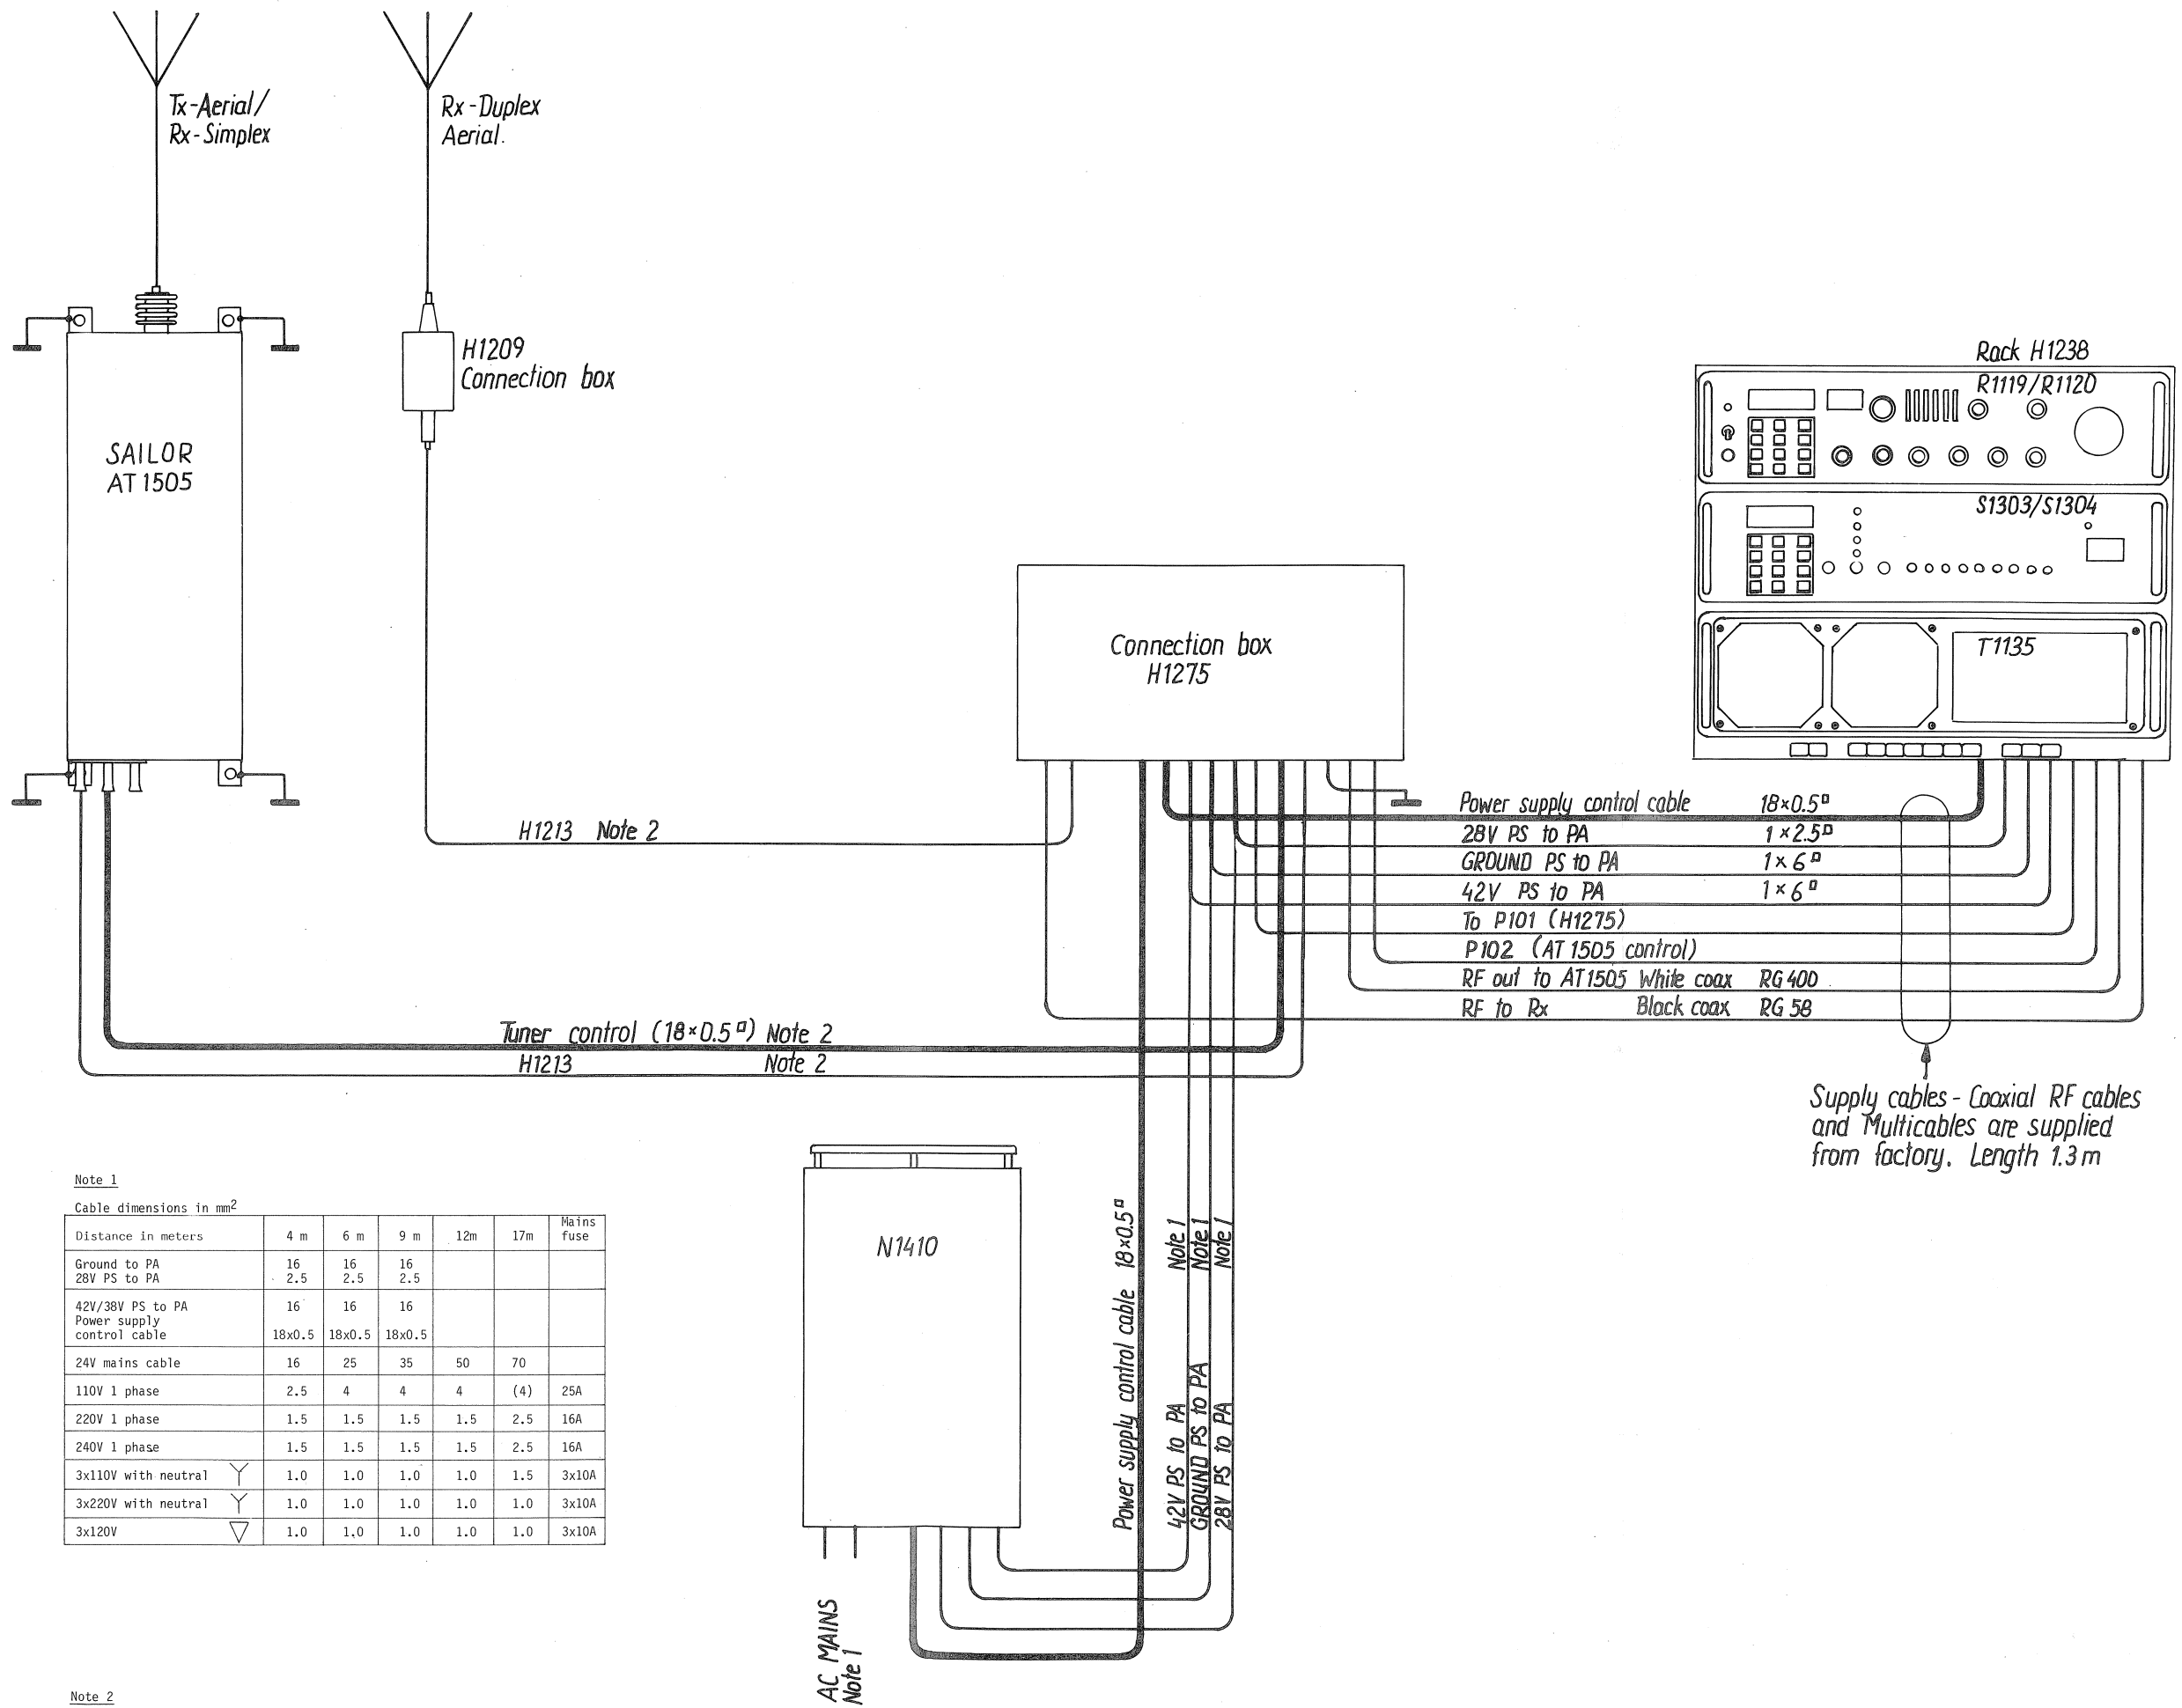 Tx-Aerial/
Rx-Simplex
Rx-Duplex
Aerial.
H1209
Connection box
SAILOR
AT1505
Rack H1238
R1119/R1120
S1303/S1304
T1135
Connection box
H1275
H1213 Note 2
Power supply control cable 18×0.5▫
28V PS to PA 1×2.5▫
GROUND PS to PA 1×6▫
42V PS to PA 1×6▫
To P101 (H1275)
P102 (AT1505 control)
RF out to AT1505 White coax RG400
RF to Rx Black coax RG58
Tuner control (18×0.5▫) Note 2
H1213 Note 2
Supply cables - Coaxial RF cables
and Multicables are supplied
from factory. Length 1.3m
N1410
Power supply control cable 18×0.5▫
42V PS to PA Note 1
GROUND PS to PA Note 1
28V PS to PA Note 1
AC MAINS
Note 1
Note 1
Cable dimensions in mm2
Distance in meters 4 m 6 m 9 m 12m 17m Mains fuse
Ground to PA 16 16 16
28V PS to PA 2.5 2.5 2.5
42V/38V PS to PA 16 16 16
Power supply
control cable 18x0.5 18x0.5 18x0.5
24V mains cable 16 25 35 50 70
110V 1 phase 2.5 4 4 4 (4) 25A
220V 1 phase 1.5 1.5 1.5 1.5 2.5 16A
240V 1 phase 1.5 1.5 1.5 1.5 2.5 16A
3x110V with neutral 1.0 1.0 1.0 1.0 1.5 3x10A
3x220V with neutral 1.0 1.0 1.0 1.0 1.0 3x10A
3x120V 1.0 1.0 1.0 1.0 1.0 3x10A
Note 2